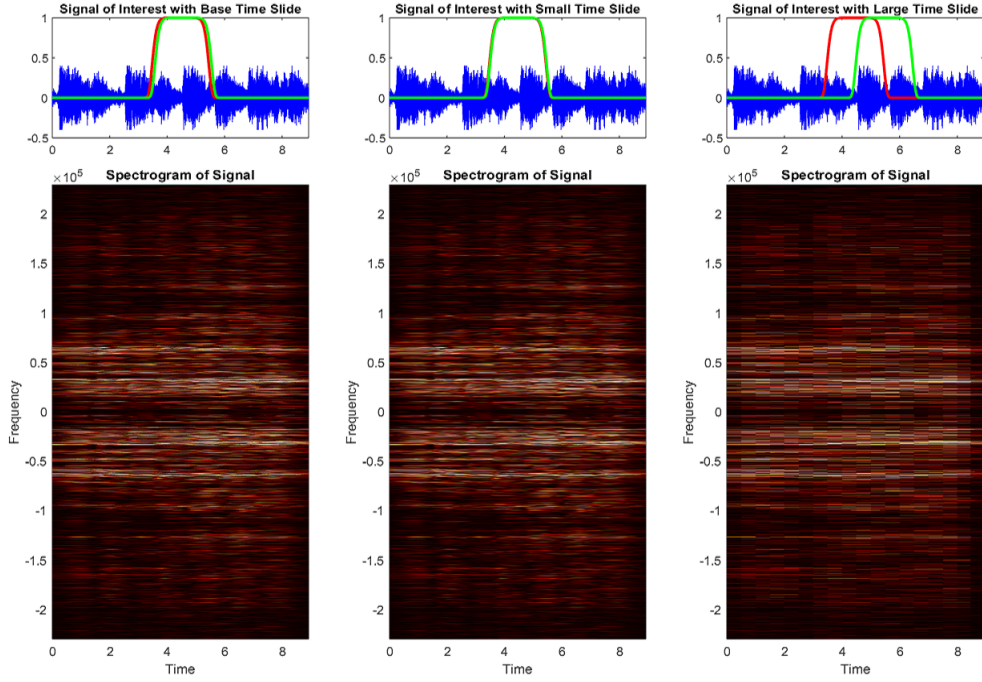 Signal of Interest with Base Time Slide
1
0.5
0
-0.5
0 2 4 6 8
Signal of Interest with Small Time Slide
1
0.5
0
-0.5
0 2 4 6 8
Signal of Interest with Large Time Slide
1
0.5
0
-0.5
0 2 4 6 8
×10⁵ Spectrogram of Signal
2
1.5
1
0.5
0
-0.5
-1
-1.5
-2
Frequency
0 2 4 6 8
Time
×10⁵ Spectrogram of Signal
2
1.5
1
0.5
0
-0.5
-1
-1.5
-2
Frequency
0 2 4 6 8
Time
×10⁵ Spectrogram of Signal
2
1.5
1
0.5
0
-0.5
-1
-1.5
-2
Frequency
0 2 4 6 8
Time